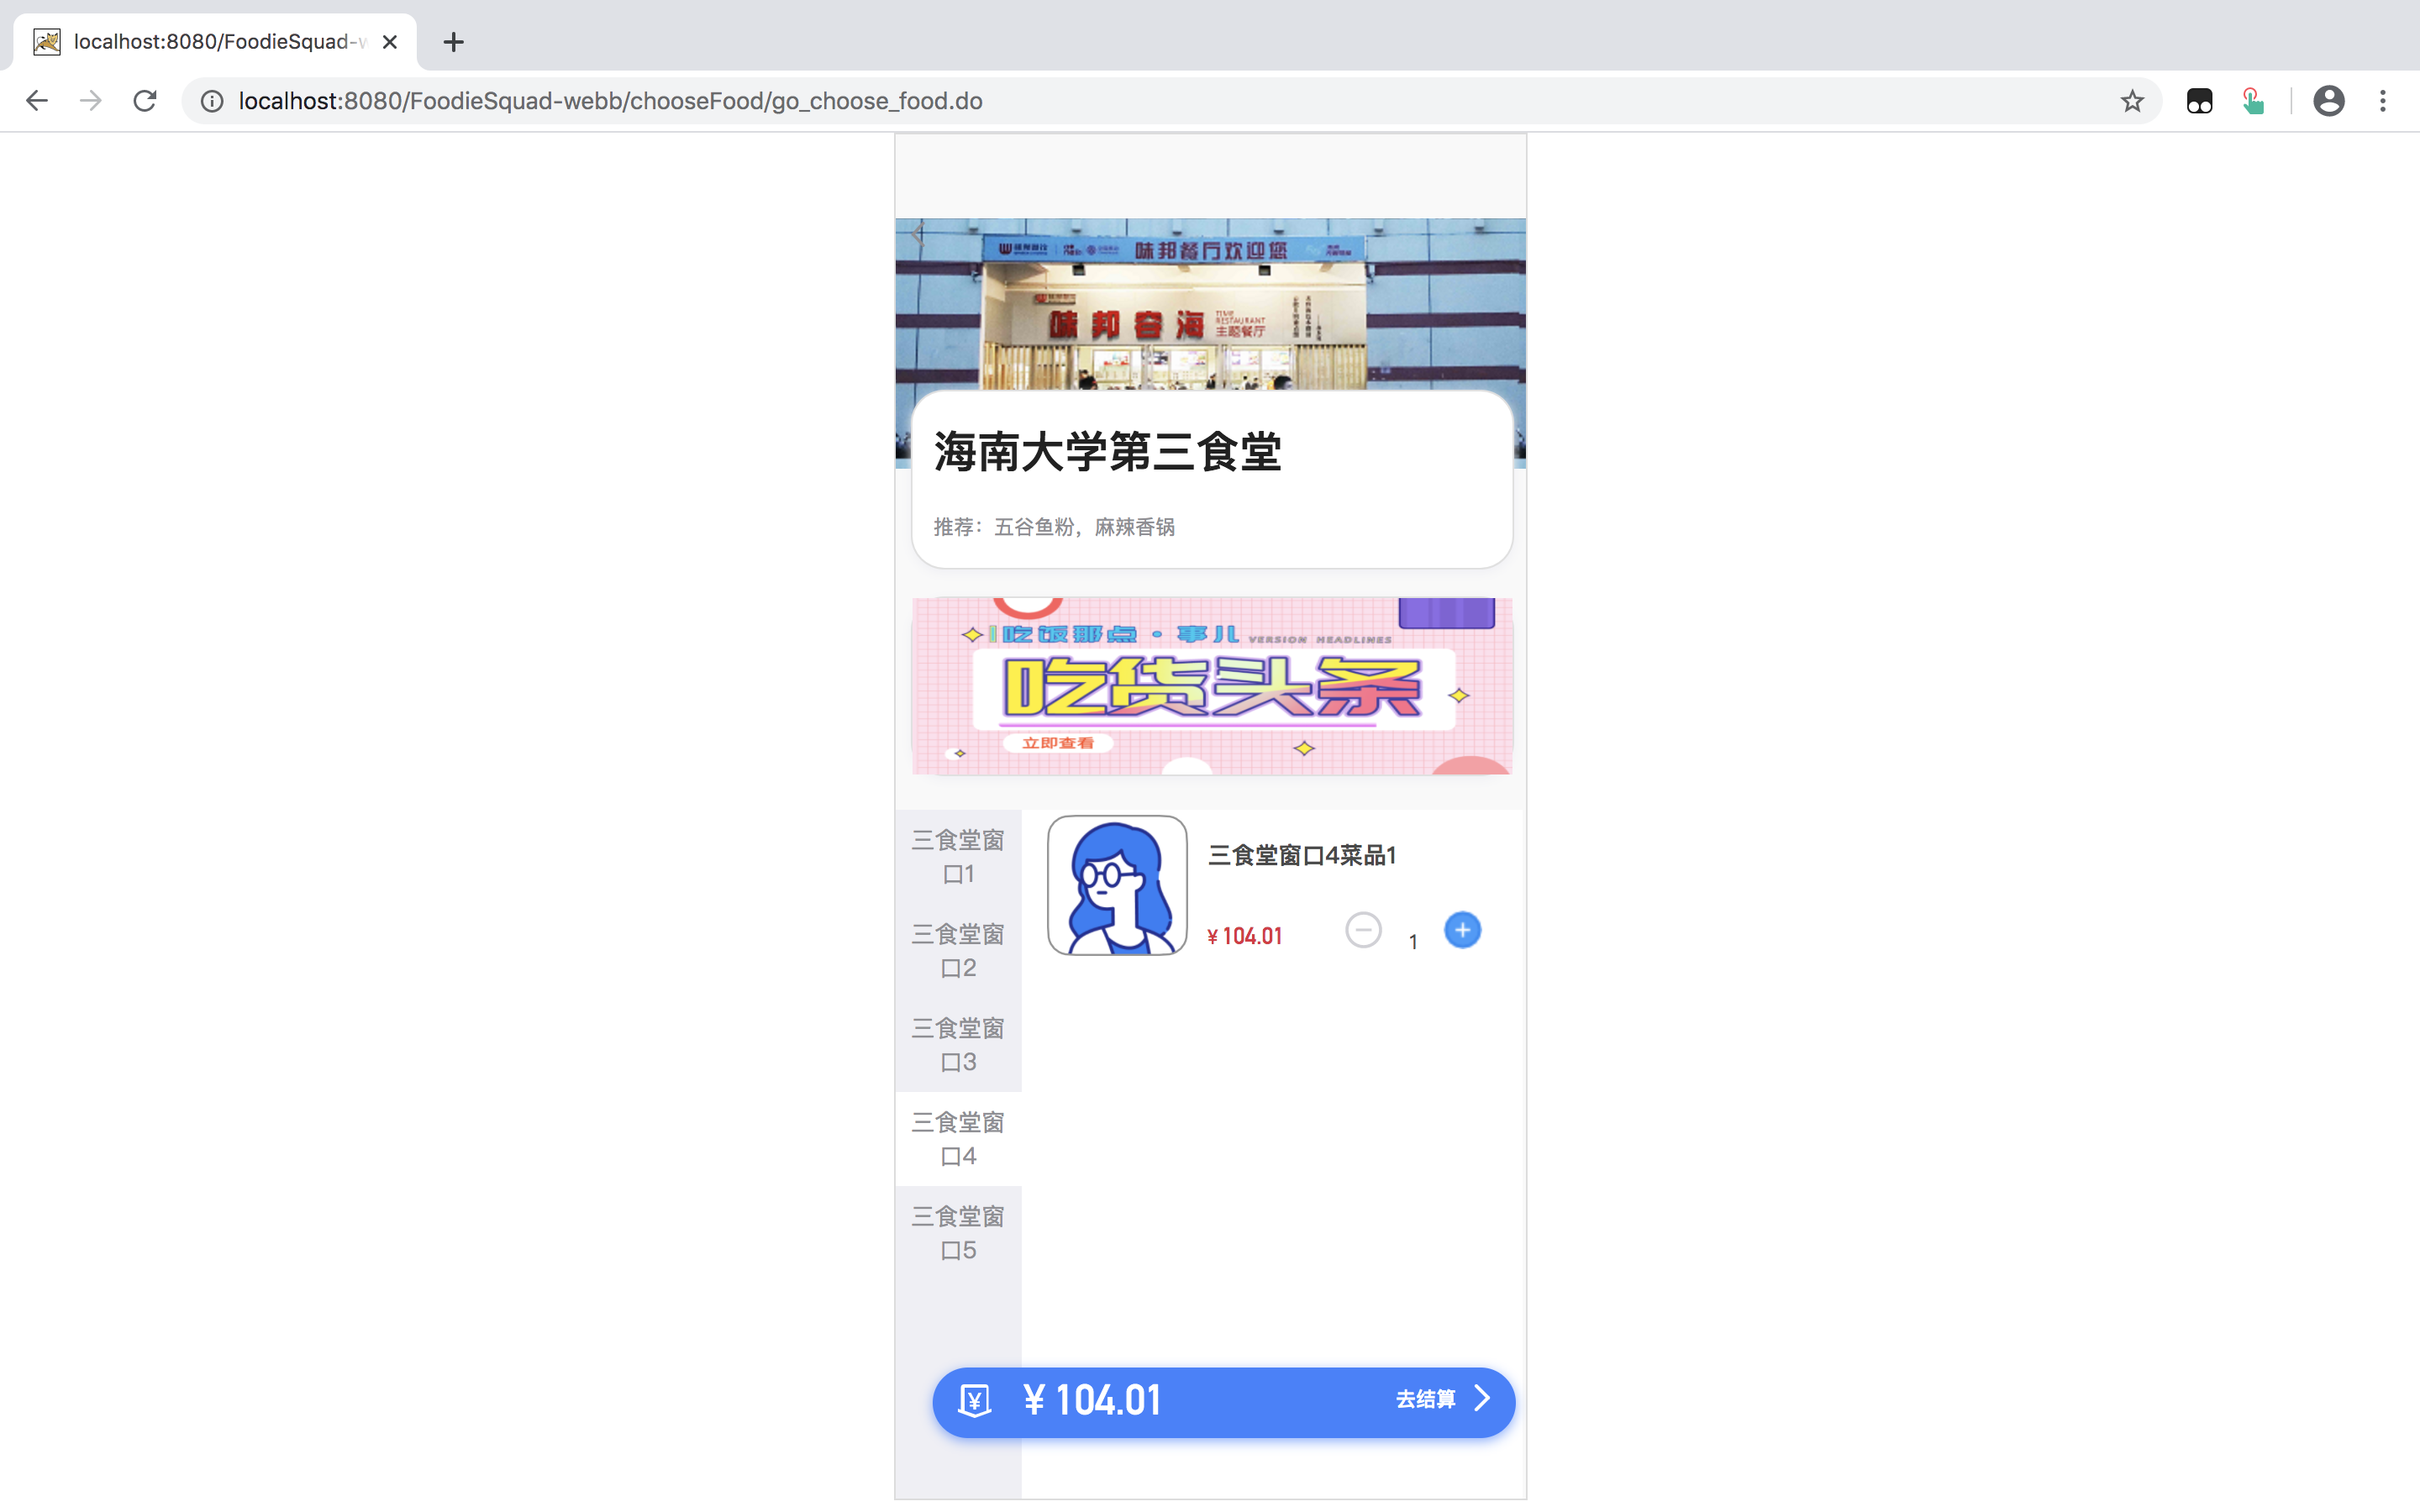 localhost:8080/FoodieSquad-w
localhost:8080/FoodieSquad-webb/chooseFood/go_choose_food.do
味邦餐厅欢迎您
味邦容海
TIME
RESTAURANT
主题餐厅
海南大学第三食堂
推荐：五谷鱼粉，麻辣香锅
吃饭那点·事儿 VERSION HEADLINES
吃货头条
立即查看
三食堂窗
口1
三食堂窗
口2
三食堂窗
口3
三食堂窗
口4
三食堂窗
口5
三食堂窗口4菜品1
¥ 104.01
1
¥ 104.01
去结算